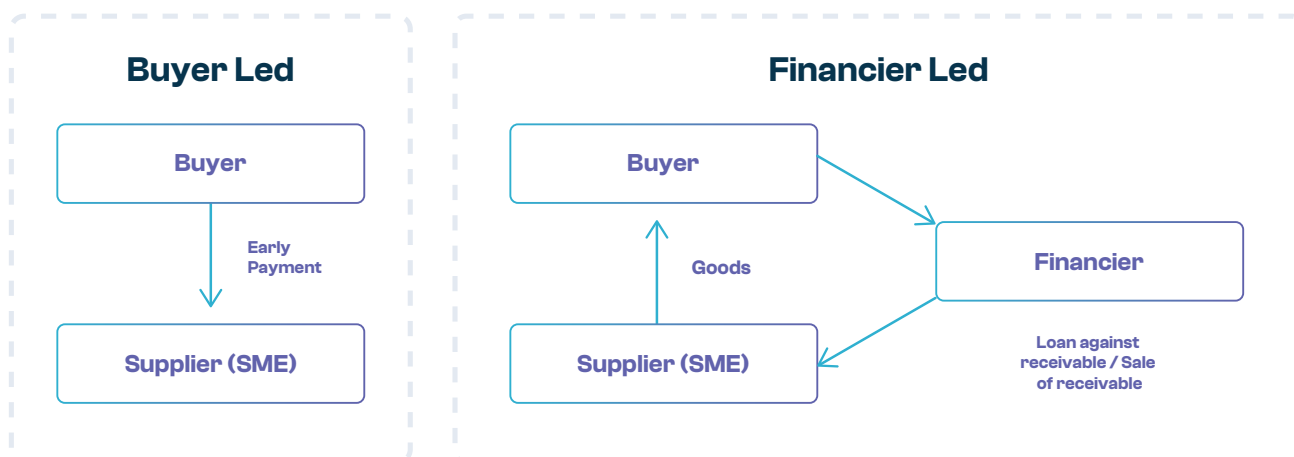 Buyer Led
Buyer
Early
Payment
Supplier (SME)
Financier Led
Buyer
Goods
Supplier (SME)
Financier
Loan against
receivable / Sale
of receivable